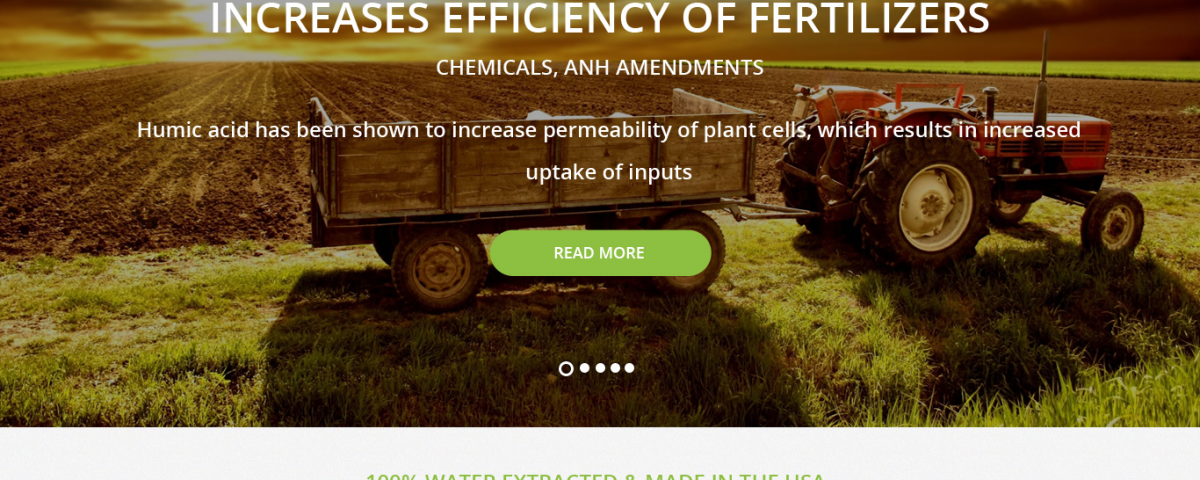 INCREASES EFFICIENCY OF FERTILIZERS
CHEMICALS, ANH AMENDMENTS
Humic acid has been shown to increase permeability of plant cells, which results in increased
uptake of inputs
READ MORE
100% WATER EXTRACTED & MADE IN THE USA